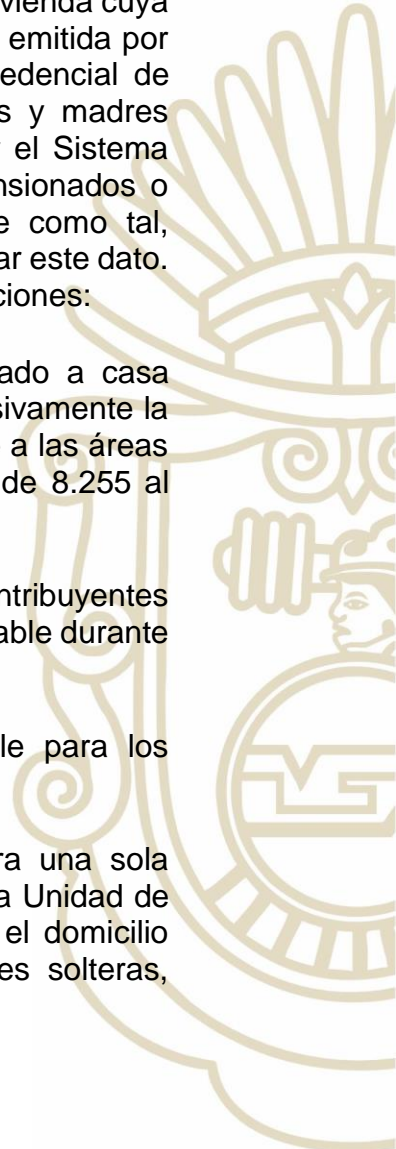 vienda cuya
emitida por
edencial de
s y madres
el Sistema
nsionados o
e como tal,
ar este dato.
ciones:
ado a casa
sivamente la
a las áreas
de 8.255 al
ntribuyentes
able durante
le para los
ra una sola
a Unidad de
el domicilio
es solteras,